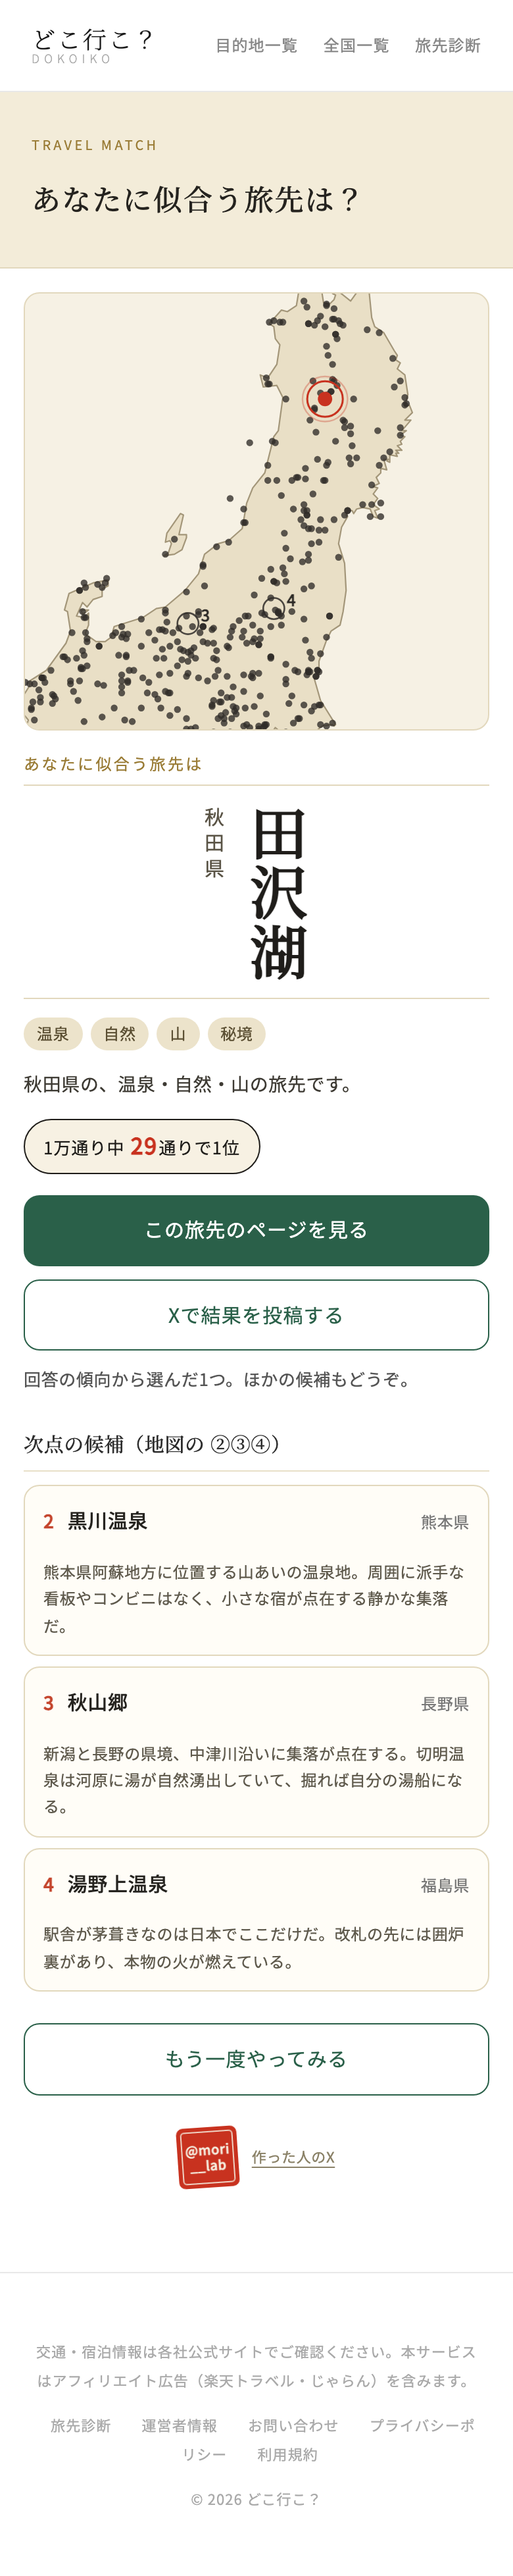 どこ行こ？
DOKOIKO
目的地一覧 全国一覧 旅先診断
TRAVEL MATCH
あなたに似合う旅先は？
3
4
あなたに似合う旅先は
田沢湖
秋田県
温泉 自然 山 秘境
秋田県の、温泉・自然・山の旅先です。
1万通り中 29通りで1位
この旅先のページを見る
Xで結果を投稿する
回答の傾向から選んだ1つ。ほかの候補もどうぞ。
次点の候補（地図の ②③④）
2 黒川温泉 熊本県
熊本県阿蘇地方に位置する山あいの温泉地。周囲に派手な
看板やコンビニはなく、小さな宿が点在する静かな集落
だ。
3 秋山郷 長野県
新潟と長野の県境、中津川沿いに集落が点在する。切明温
泉は河原に湯が自然湧出していて、掘れば自分の湯船にな
る。
4 湯野上温泉 福島県
駅舎が茅葺きなのは日本でここだけだ。改札の先には囲炉
裏があり、本物の火が燃えている。
もう一度やってみる
@mori
__lab
作った人のX
交通・宿泊情報は各社公式サイトでご確認ください。本サービス
はアフィリエイト広告（楽天トラベル・じゃらん）を含みます。
旅先診断 運営者情報 お問い合わせ プライバシーポ
リシー 利用規約
© 2026 どこ行こ？